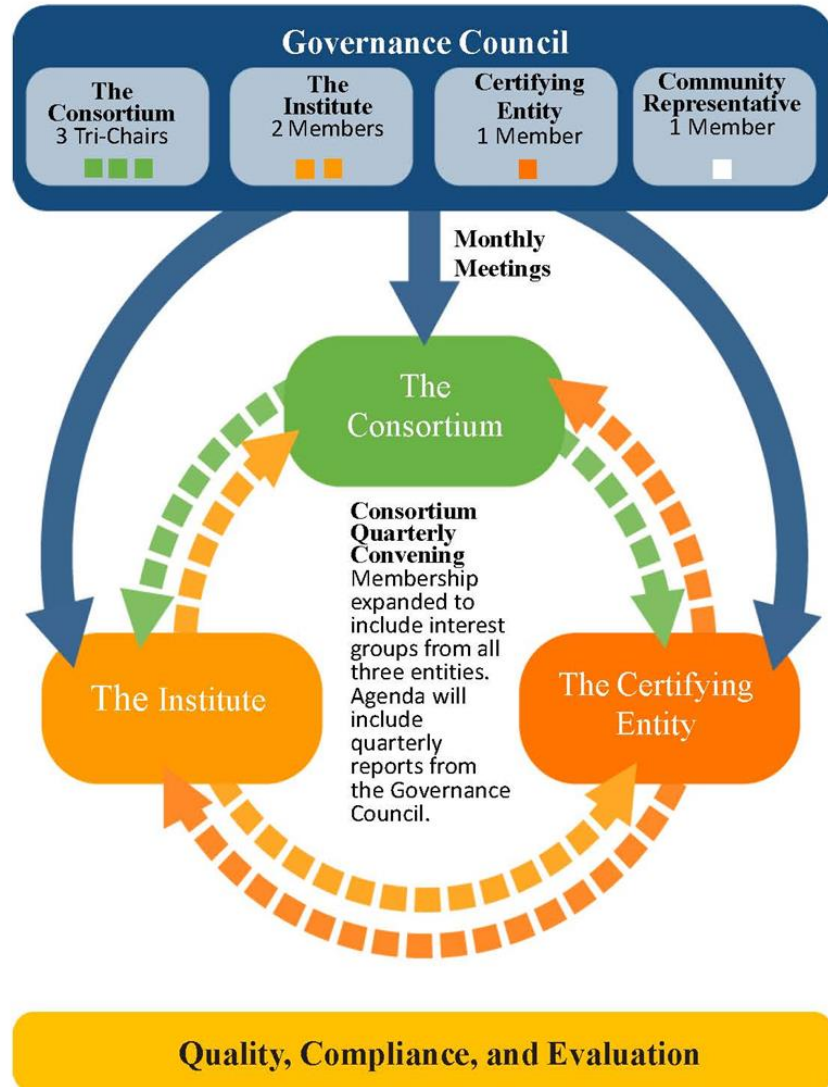 Governance Council
The
Consortium
3 Tri-Chairs
The
Institute
2 Members
Certifying
Entity
1 Member
Community
Representative
1 Member
Monthly
Meetings
The
Consortium
Consortium
Quarterly
Convening
Membership
expanded to
include interest
groups from all
three entities.
Agenda will
include
quarterly
reports from
the Governance
Council.
The Institute
The Certifying
Entity
Quality, Compliance, and Evaluation